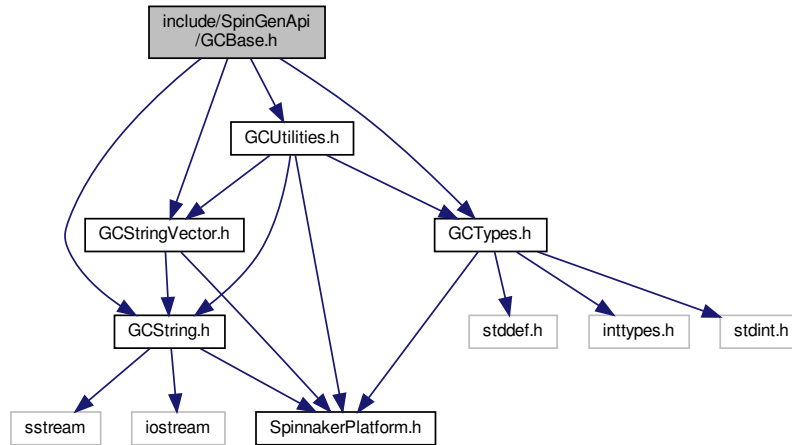 include/SpinGenApi
/GCBase.h
GCUtilities.h
GCStringVector.h
GCTypes.h
GCString.h
stddef.h
inttypes.h
stdint.h
sstream
iostream
SpinnakerPlatform.h